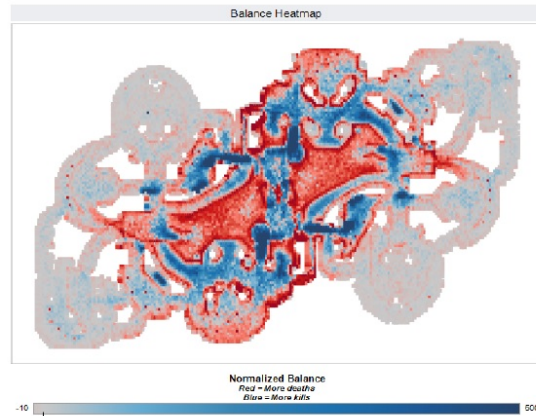 Balance Heatmap
Normalized Balance
Red = More deaths
Blue = More kills
-10
500